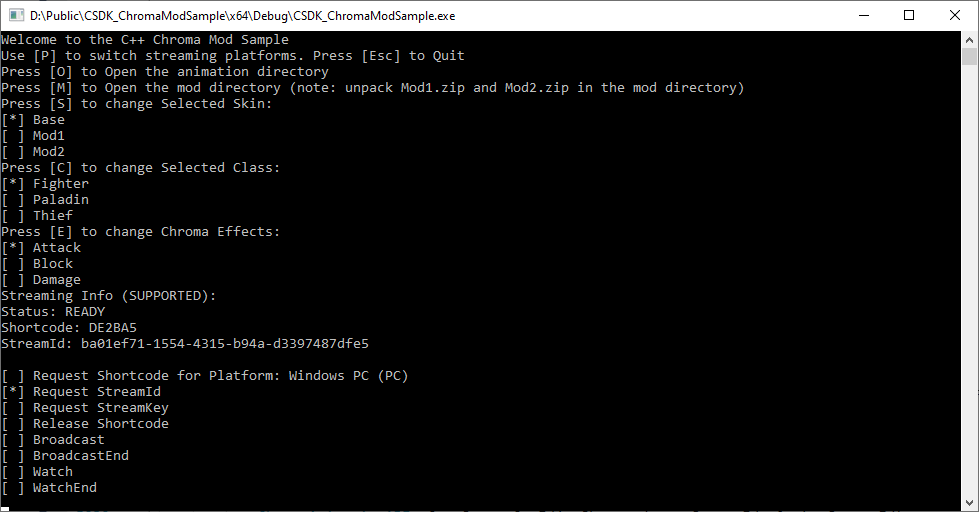 D:\Public\CSDK_ChromaModSample\x64\Debug\CSDK_ChromaModSample.exe
Welcome to the C++ Chroma Mod Sample
Use [P] to switch streaming platforms. Press [Esc] to Quit
Press [O] to Open the animation directory
Press [M] to Open the mod directory (note: unpack Mod1.zip and Mod2.zip in the mod directory)
Press [S] to change Selected Skin:
[*] Base
[ ] Mod1
[ ] Mod2
Press [C] to change Selected Class:
[*] Fighter
[ ] Paladin
[ ] Thief
Press [E] to change Chroma Effects:
[*] Attack
[ ] Block
[ ] Damage
Streaming Info (SUPPORTED):
Status: READY
Shortcode: DE2BA5
StreamId: ba01ef71-1554-4315-b94a-d3397487dfe5
[ ] Request Shortcode for Platform: Windows PC (PC)
[*] Request StreamId
[ ] Request StreamKey
[ ] Release Shortcode
[ ] Broadcast
[ ] BroadcastEnd
[ ] Watch
[ ] WatchEnd